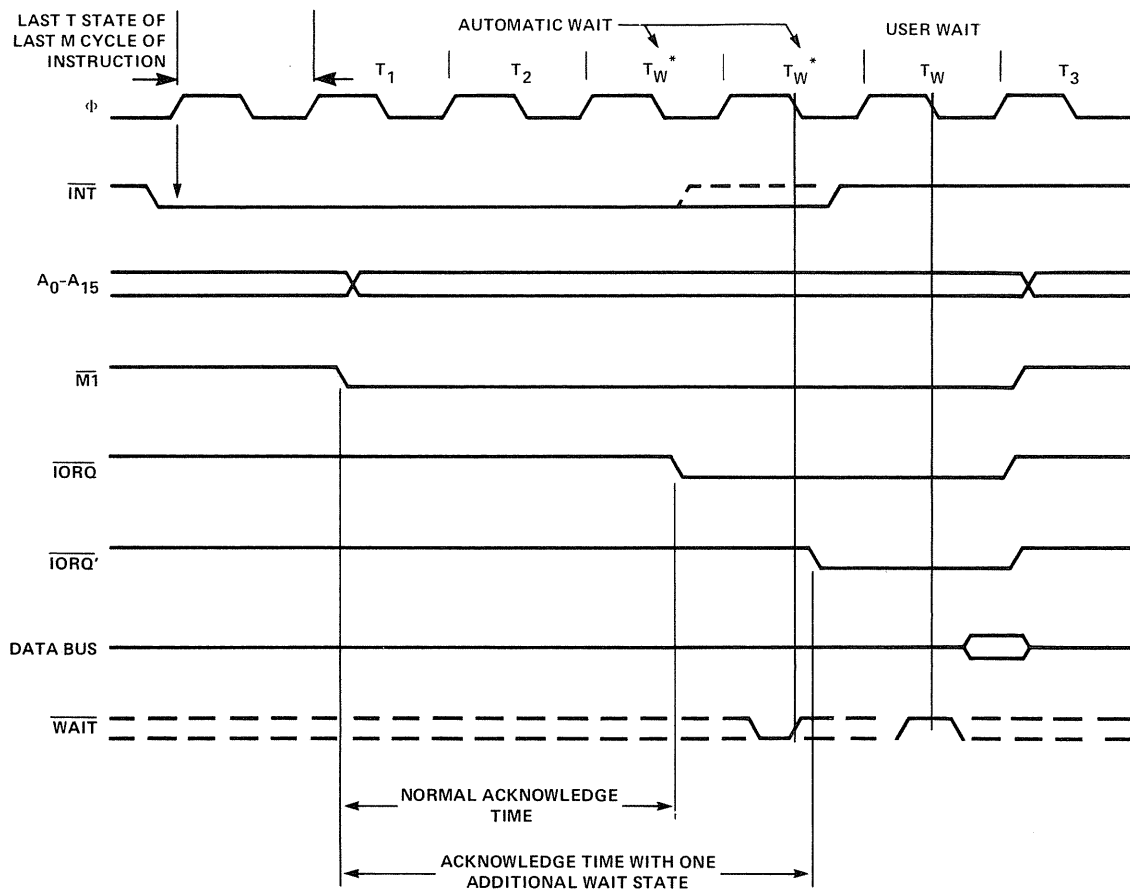 LAST T STATE OF
LAST M CYCLE OF
INSTRUCTION
AUTOMATIC WAIT
USER WAIT
T1 T2 TW* TW* TW T3
Φ
INT
A0-A15
M1
IORQ
IORQ'
DATA BUS
WAIT
NORMAL ACKNOWLEDGE
TIME
ACKNOWLEDGE TIME WITH ONE
ADDITIONAL WAIT STATE